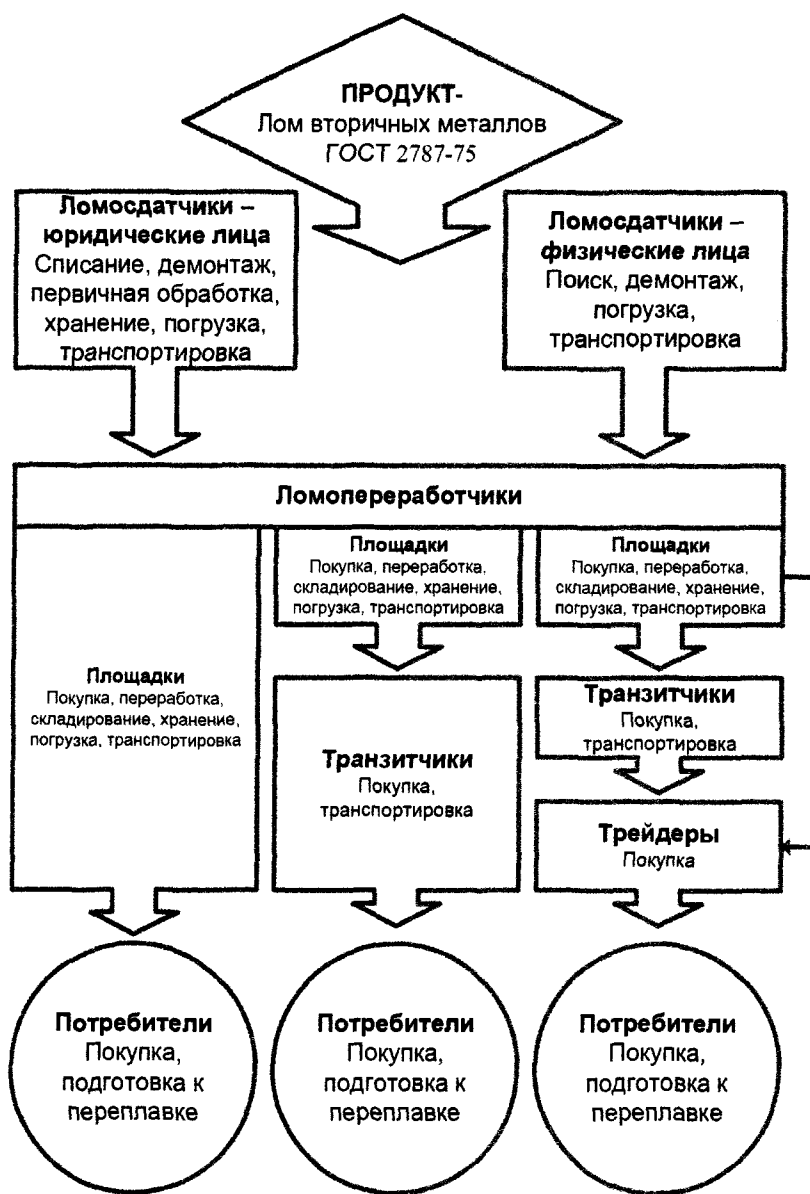 ПРОДУКТ-
Лом вторичных металлов
ГОСТ 2787-75
Ломосдатчики –
юридические лица
Списание, демонтаж,
первичная обработка,
хранение, погрузка,
транспортировка
Ломосдатчики –
физические лица
Поиск, демонтаж,
погрузка,
транспортировка
Ломопереработчики
Площадки
Покупка, переработка,
складирование, хранение,
погрузка, транспортировка
Площадки
Покупка, переработка,
складирование, хранение,
погрузка, транспортировка
Транзитчики
Покупка,
транспортировка
Площадки
Покупка, переработка,
складирование, хранение,
погрузка, транспортировка
Транзитчики
Покупка,
транспортировка
Трейдеры
Покупка
Потребители
Покупка,
подготовка к
переплавке
Потребители
Покупка,
подготовка к
переплавке
Потребители
Покупка,
подготовка к
переплавке